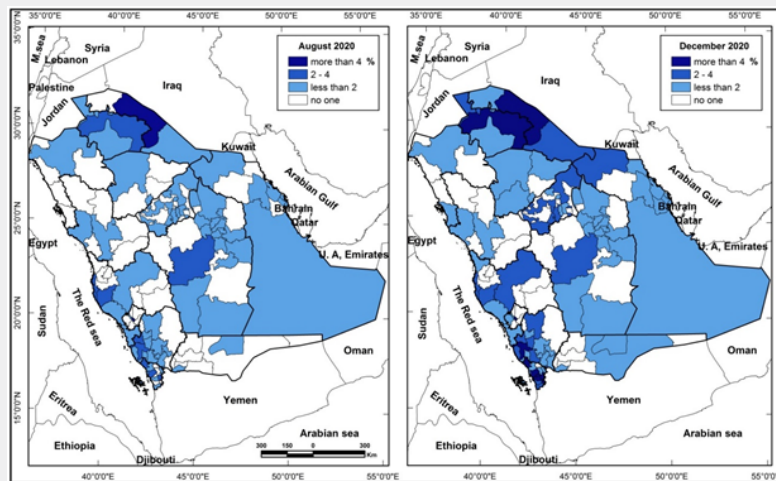 35°0'0"E 40°0'0"E 45°0'0"E 50°0'0"E 55°0'0"E
35°0'0"N
30°0'0"N
25°0'0"N
20°0'0"N
15°0'0"N
M.sea
Lebanon
Syria
Palestine
Jordan
Iraq
Kuwait
Arabian Gulf
Bahrain
Qatar
U. A, Emirates
Egypt
The Red sea
Sudan
Oman
Eritrea
Yemen
Ethiopia
Arabian sea
Djibouti
August 2020
more than 4 %
2 - 4
less than 2
no one
300 150 0 300
Km
40°0'0"E 45°0'0"E 50°0'0"E 55°0'0"E
35°0'0"E 40°0'0"E 45°0'0"E 50°0'0"E 55°0'0"E
M.sea
Lebanon
Syria
Palestine
Jordan
Iraq
Kuwait
Arabian Gulf
Bahrain
Qatar
U. A, Emirates
Egypt
The Red sea
Sudan
Oman
Eritrea
Yemen
Ethiopia
Arabian sea
Djibouti
December 2020
more than 4 %
2 - 4
less than 2
no one
40°0'0"E 45°0'0"E 50°0'0"E 55°0'0"E